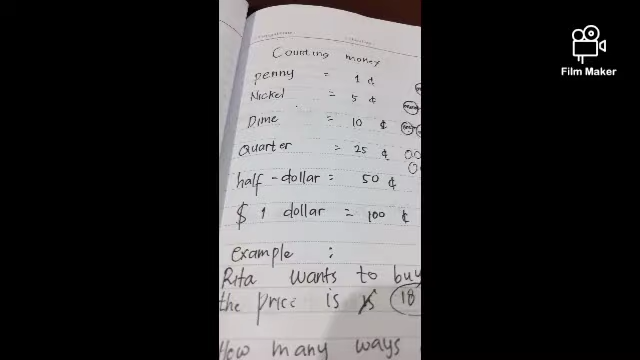 Counting money
penny = 1 ¢
Nickel = 5 ¢
Dime = 10 ¢
quarter = 25 ¢
half-dollar = 50 ¢
$ 1 dollar = 100 ¢
example :
Rita wants to buy
the price is 18
How many ways
Film Maker